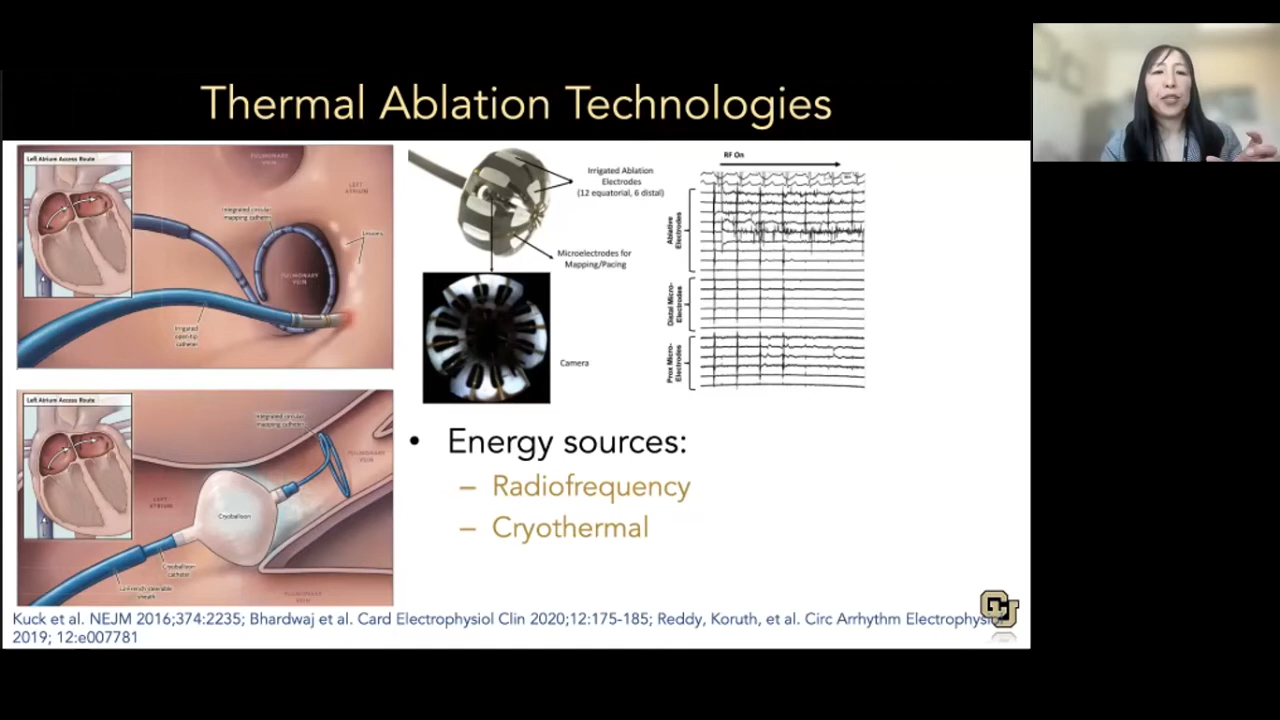 Thermal Ablation Technologies
Left Atrium Access Route
PULMONARY
VEIN
LEFT
ATRIUM
Integrated circular
mapping catheter
Lesions
PULMONARY
VEIN
Irrigated
open-tip
catheter
Irrigated Ablation
Electrodes
(12 equatorial, 6 distal)
Microelectrodes for
Mapping/Pacing
Camera
RF On
Ablative
Electrodes
Distal Micro-
Electrodes
Prox Micro-
Electrodes
Left Atrium Access Route
Integrated circular
mapping catheter
PULMONARY
VEIN
LEFT
ATRIUM
Cryoballoon
Cryoballoon
catheter
sheath
PULMONARY
VEIN
• Energy sources:
– Radiofrequency
– Cryothermal
Kuck et al. NEJM 2016;374:2235; Bhardwaj et al. Card Electrophysiol Clin 2020;12:175-185; Reddy, Koruth, et al. Circ Arrhythm Electrophysiol
2019; 12:e007781
CU